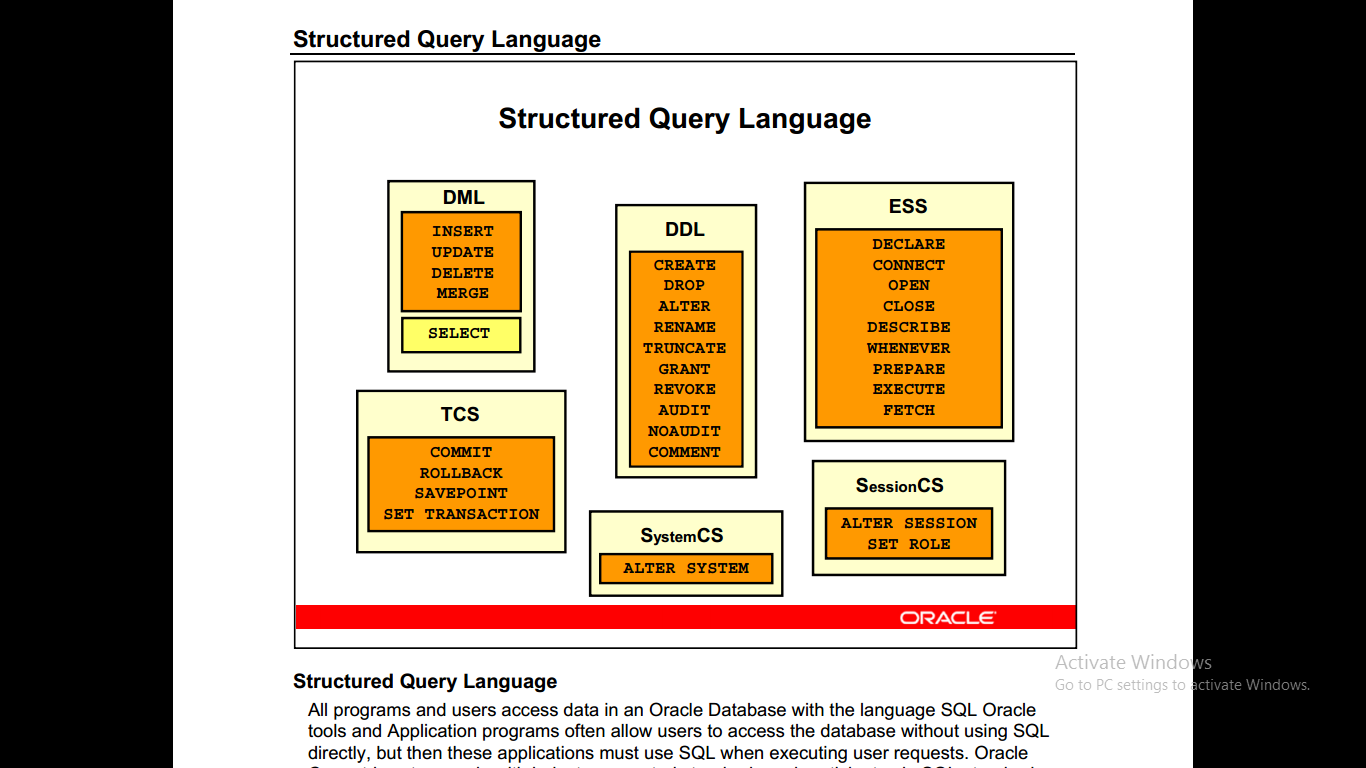 Structured Query Language
Structured Query Language
DML
INSERT
UPDATE
DELETE
MERGE
SELECT
TCS
COMMIT
ROLLBACK
SAVEPOINT
SET TRANSACTION
DDL
CREATE
DROP
ALTER
RENAME
TRUNCATE
GRANT
REVOKE
AUDIT
NOAUDIT
COMMENT
SystemCS
ALTER SYSTEM
ESS
DECLARE
CONNECT
OPEN
CLOSE
DESCRIBE
WHENEVER
PREPARE
EXECUTE
FETCH
SessionCS
ALTER SESSION
SET ROLE
ORACLE
Activate Windows
Go to PC settings to activate Windows.
Structured Query Language
All programs and users access data in an Oracle Database with the language SQL Oracle
tools and Application programs often allow users to access the database without using SQL
directly, but then these applications must use SQL when executing user requests. Oracle